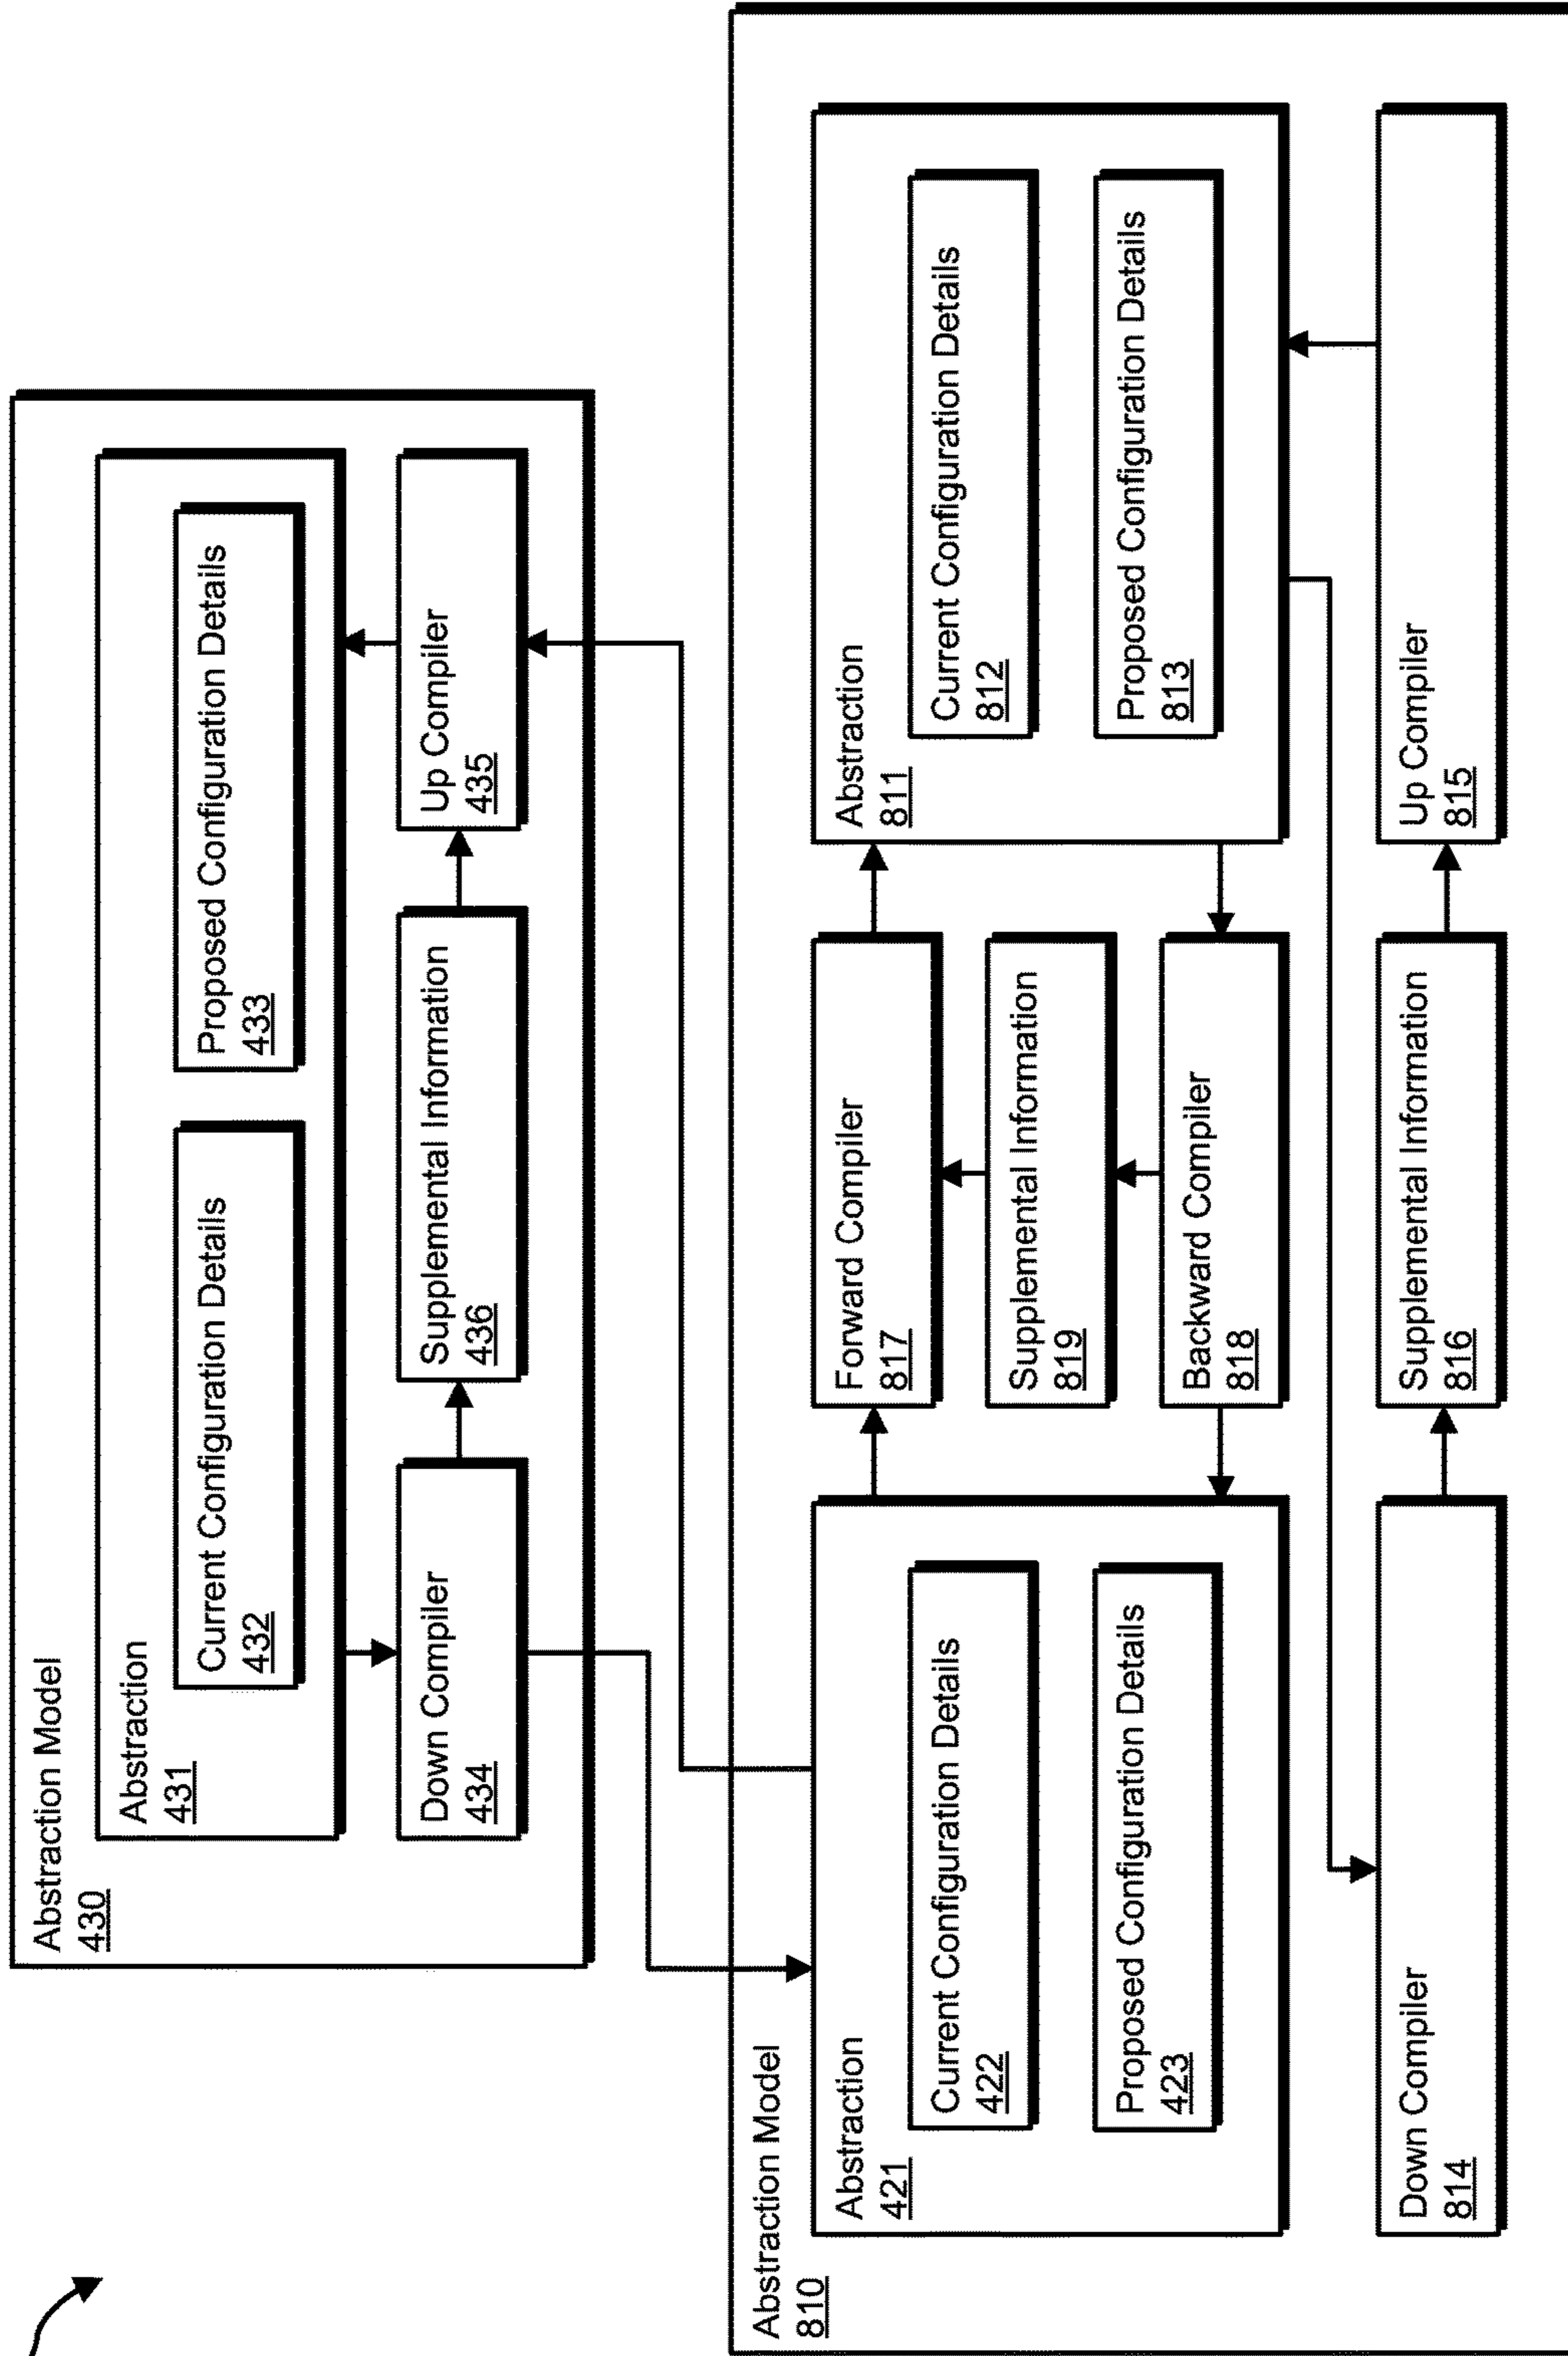 Abstraction Model
430
Abstraction
431
Current Configuration Details
432
Proposed Configuration Details
433
Down Compiler
434
Supplemental Information
436
Up Compiler
435
Abstraction Model
810
Abstraction
421
Current Configuration Details
422
Proposed Configuration Details
423
Forward Compiler
817
Supplemental Information
819
Backward Compiler
818
Abstraction
811
Current Configuration Details
812
Proposed Configuration Details
813
Down Compiler
814
Supplemental Information
816
Up Compiler
815